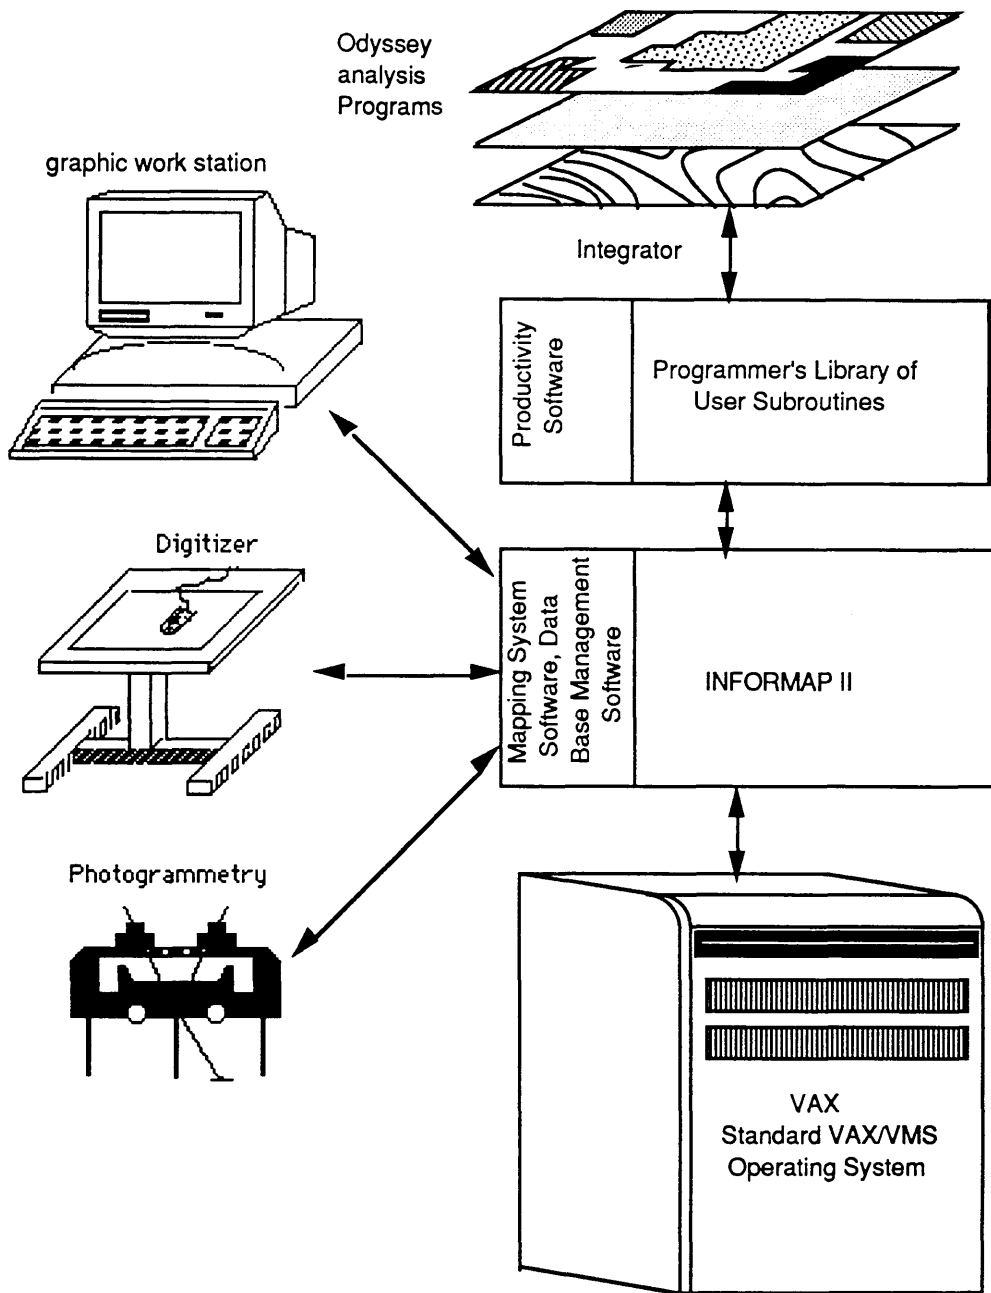 Odyssey
analysis
Programs
graphic work station
Integrator
Productivity
Software
Programmer's Library of
User Subroutines
Digitizer
Mapping System
Software, Data
Base Management
Software
INFORMAP II
Photogrammetry
VAX
Standard VAX/VMS
Operating System